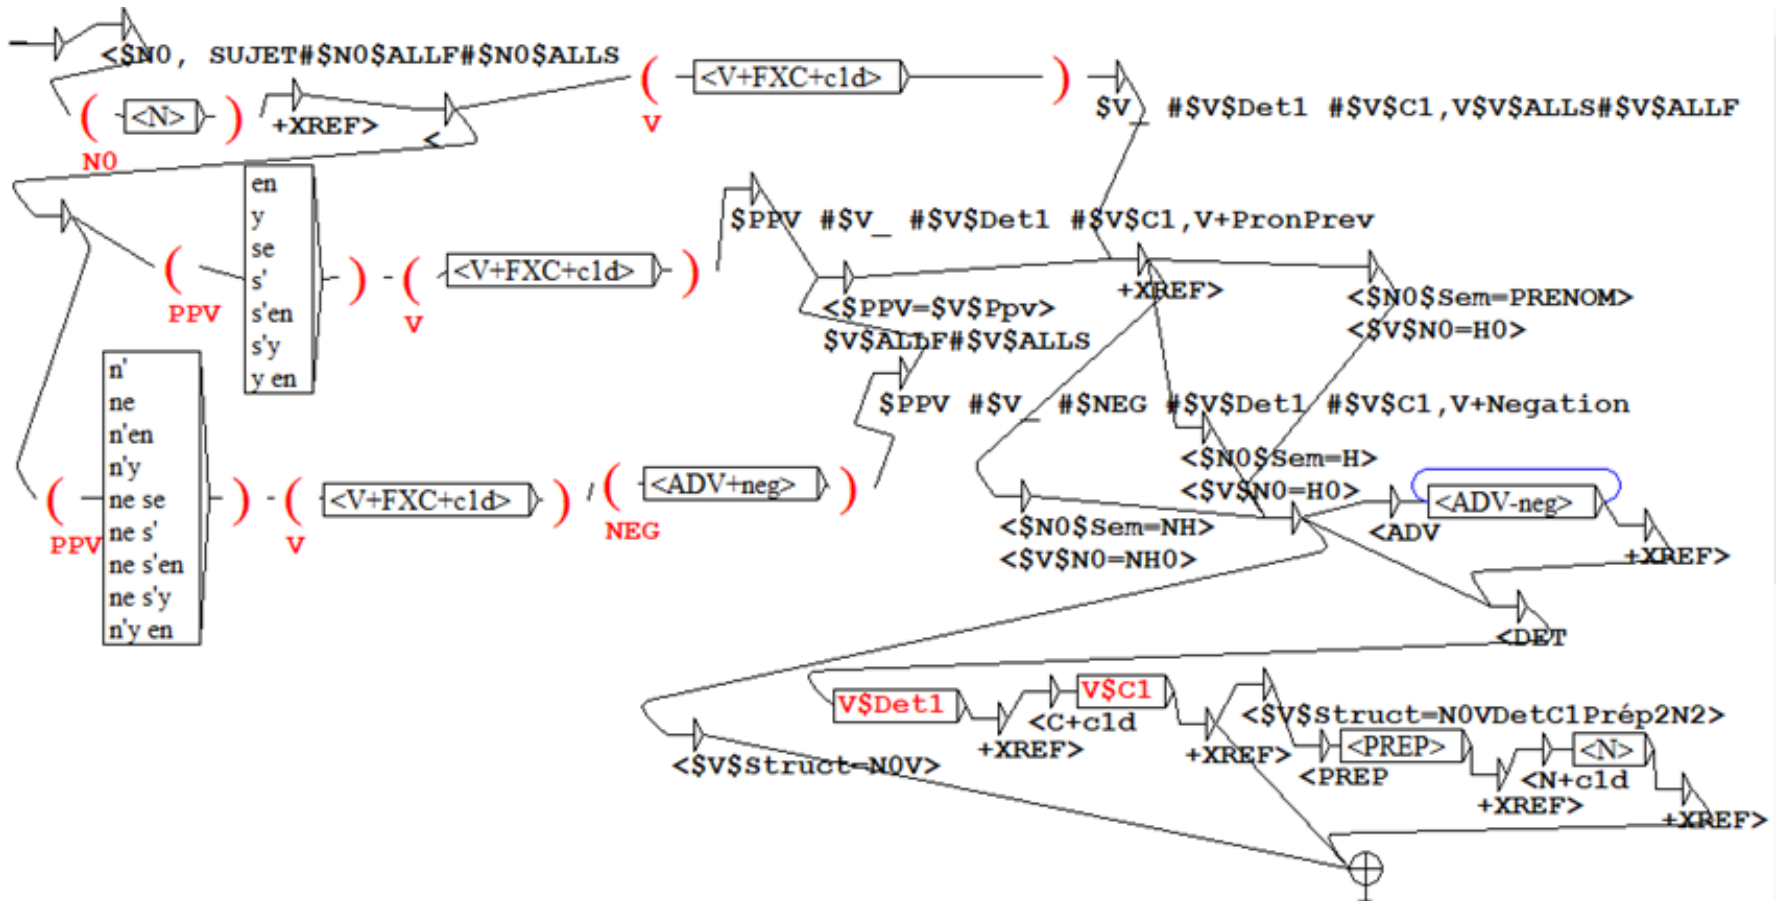 <$N0, SUJET#$N0$ALLF#$N0$ALLS
( <N> )
N0
+XREF>
<
( <V+FXC+cld> )
V
$V_ #$V$Det1 #$V$C1,V$V$ALLS#$V$ALLF
en
y
se
s'
s'en
s'y
y en
( )
PPV
( <V+FXC+cld> )
V
$PPV #$V_ #$V$Det1 #$V$C1,V+PronPrev
<$PPV=$V$Ppv>
$V$ALLF#$V$ALLS
+XREF>
<$N0$Sem=PRENOM>
<$V$N0=H0>
n'
ne
n'en
n'y
ne se
ne s'
ne s'en
ne s'y
n'y en
( )
PPV
( <V+FXC+cld> )
V
( <ADV+neg> )
NEG
$PPV #$V_ #$NEG #$V$Det1 #$V$C1,V+Negation
<$N0$Sem=H>
<$V$N0=H0>
<$N0$Sem=NH>
<$V$N0=NH0>
<ADV
<ADV-neg>
+XREF>
<DET
V$Det1
+XREF>
<C+cld
V$C1
+XREF>
<$V$Struct=N0V>
<$V$Struct=N0VDetC1Prép2N2>
<PREP
<PREP>
+XREF>
<N+cld
<N>
+XREF>